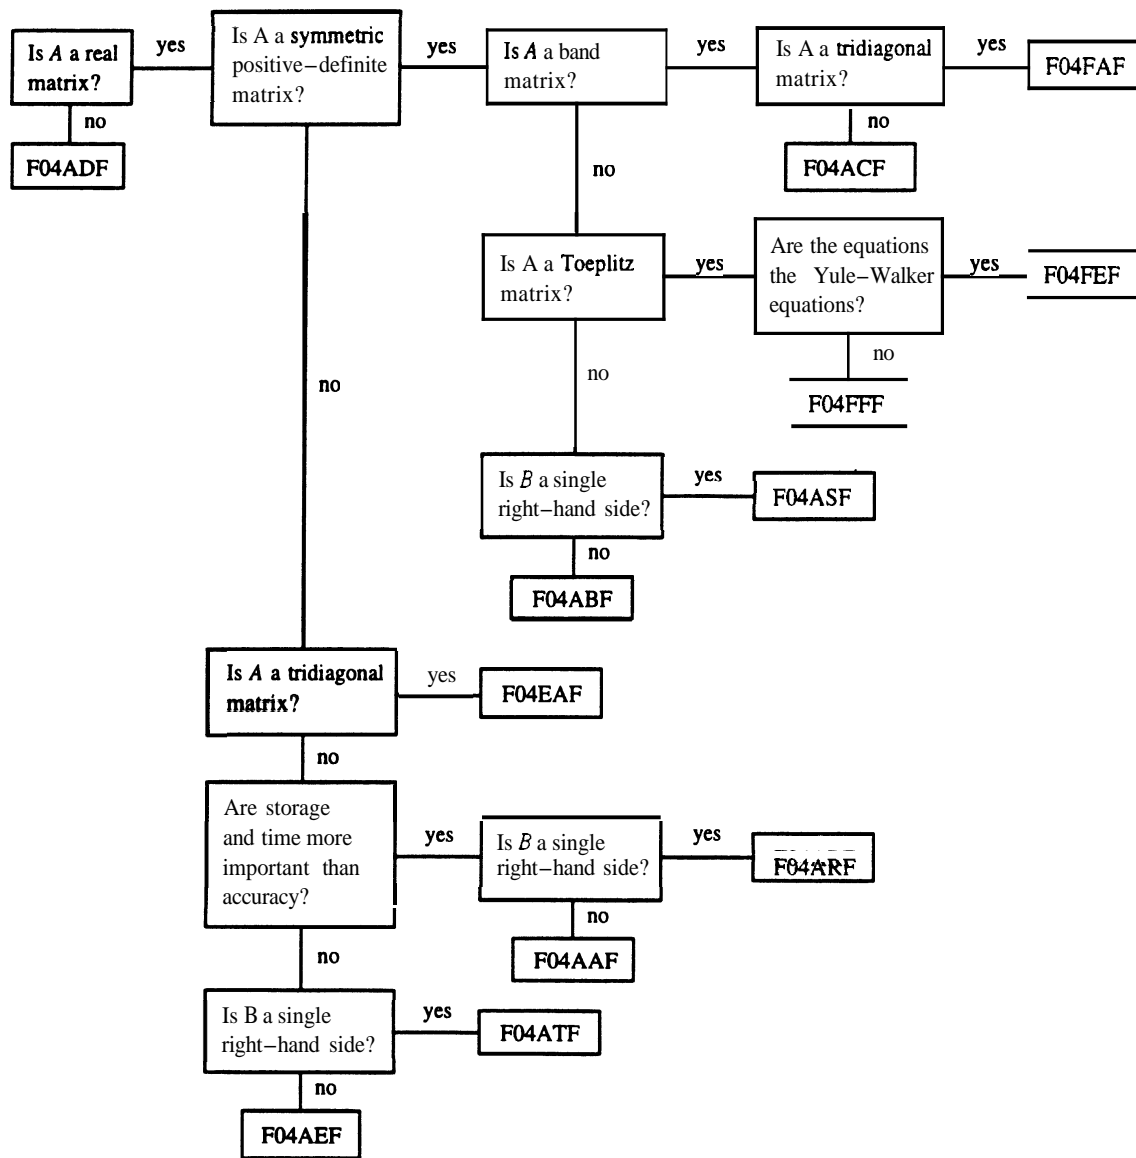 Is A a real
matrix?
yes
Is A a symmetric
positive-definite
matrix?
yes
Is A a band
matrix?
yes
Is A a tridiagonal
matrix?
yes
F04FAF
no
F04ADF
no
F04ACF
no
Is A a Toeplitz
matrix?
yes
Are the equations
the Yule-Walker
equations?
yes
F04FEF
no
F04FFF
no
no
Is B a single
right-hand side?
yes
F04ASF
no
F04ABF
Is A a tridiagonal
matrix?
yes
F04EAF
no
Are storage
and time more
important than
accuracy?
yes
Is B a single
right-hand side?
yes
F04ARF
no
F04AAF
no
Is B a single
right-hand side?
yes
F04ATF
no
F04AEF